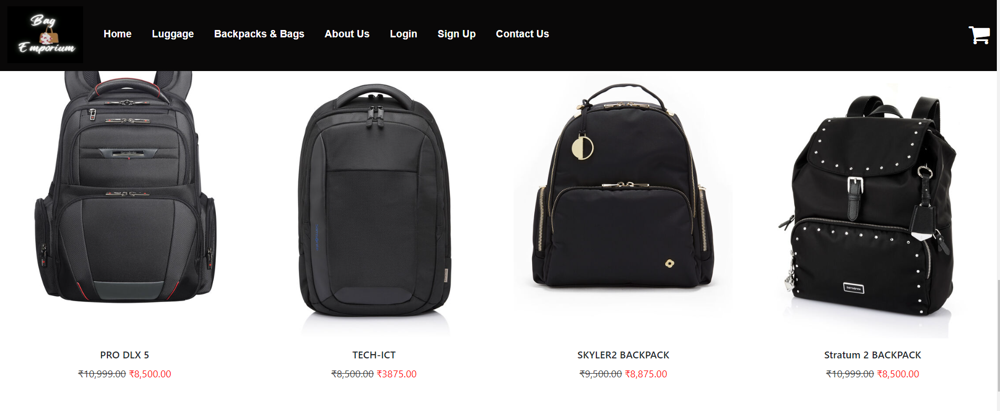 Bag
Emporium
Home
Luggage
Backpacks & Bags
About Us
Login
Sign Up
Contact Us
Samsonite
PRO DLX 5
₹10,999.00 ₹8,500.00
TECH-ICT
₹8,500.00 ₹3875.00
SKYLER2 BACKPACK
₹9,500.00 ₹8,875.00
Samsonite
Stratum 2 BACKPACK
₹10,999.00 ₹8,500.00